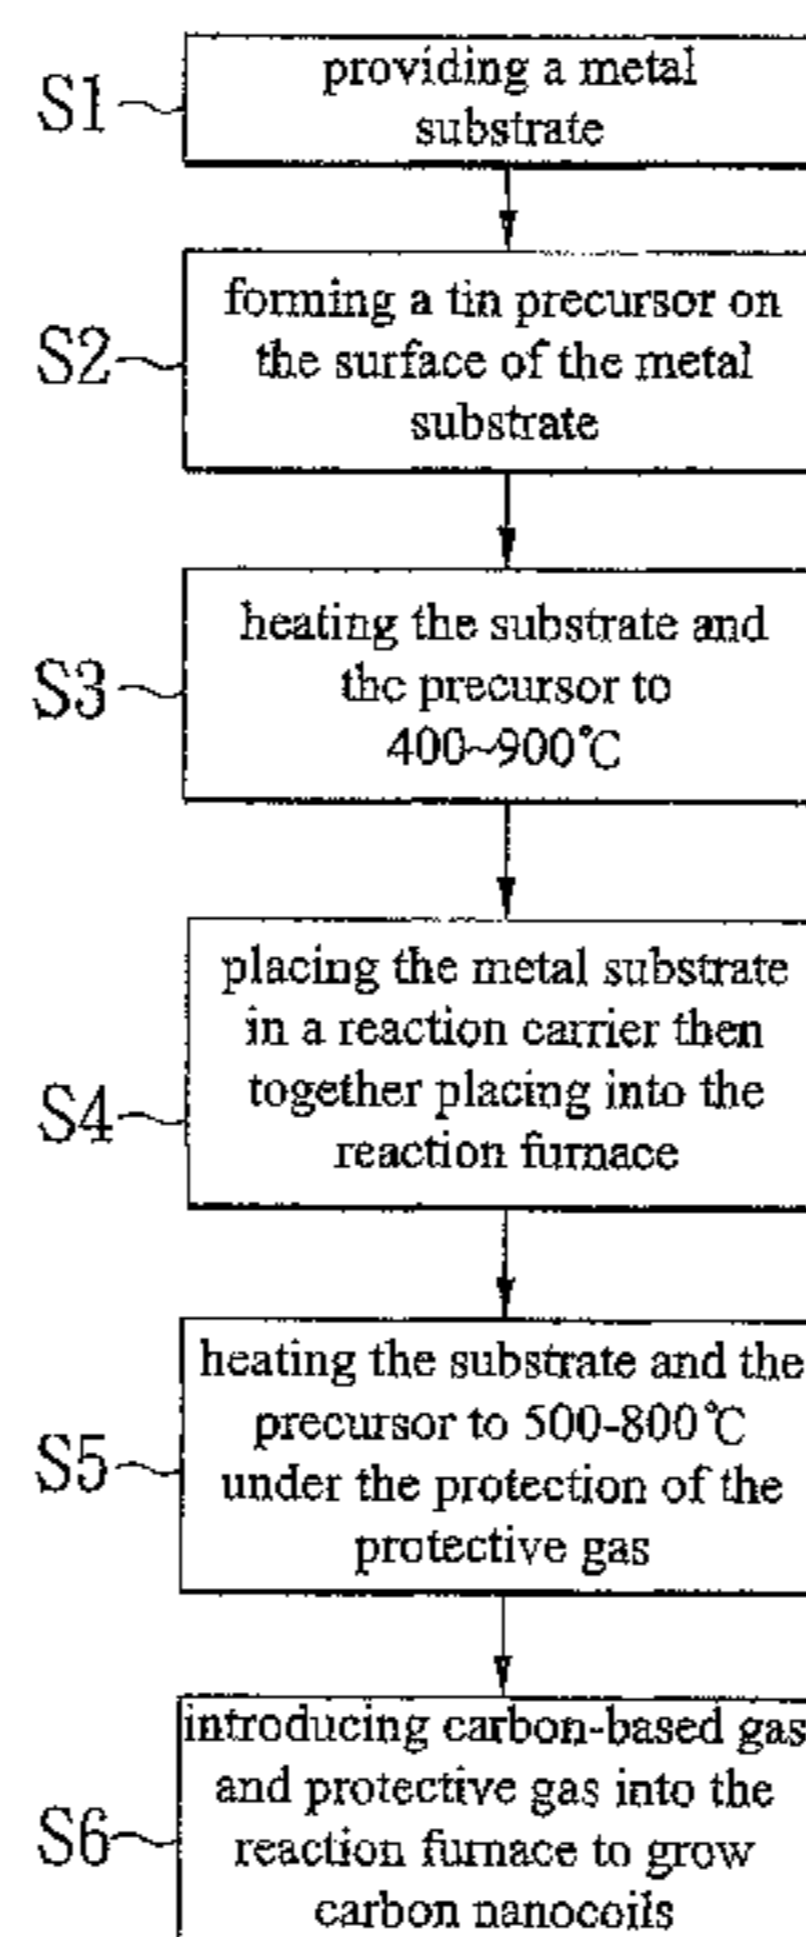 S1
providing a metal
substrate
S2
forming a tin precursor on
the surface of the metal
substrate
S3
heating the substrate and
the precursor to
400~900℃
S4
placing the metal substrate
in a reaction carrier then
together placing into the
reaction furnace
S5
heating the substrate and the
precursor to 500-800℃
under the protection of the
protective gas
S6
introducing carbon-based gas
and protective gas into the
reaction furnace to grow
carbon nanocoils